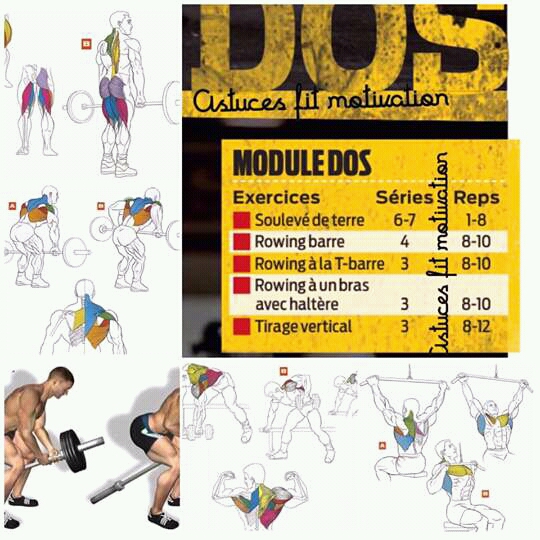 B
DOS
Astuces fit motivation
MODULE DOS
Exercices Séries Reps
Soulevé de terre 6-7 1-8
Rowing barre 4 8-10
Rowing à la T-barre 3 8-10
Rowing à un bras
avec haltère 3 8-10
Tirage vertical 3 8-12
Astuces fit motivation
A
B
B
A
B